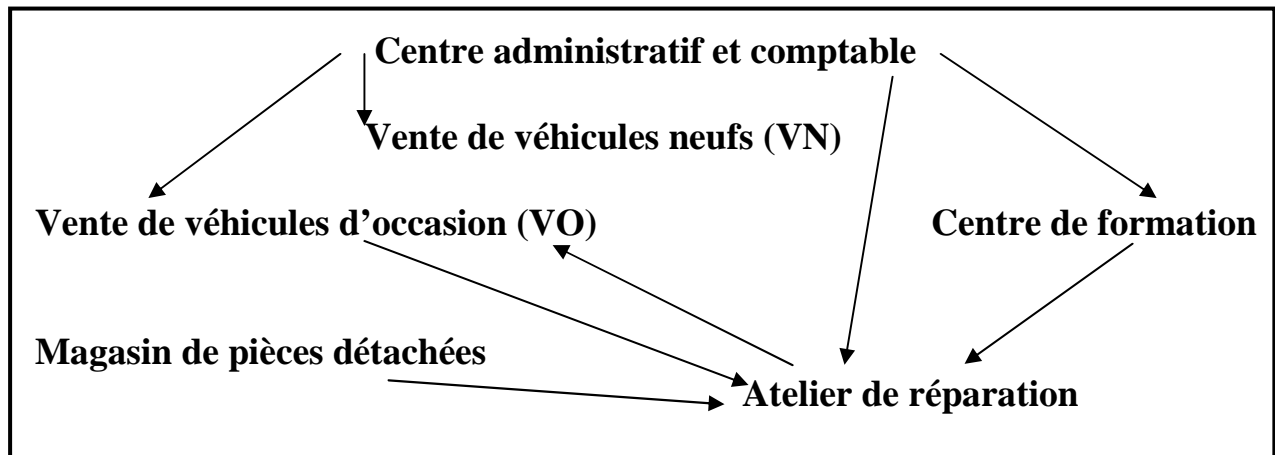 Centre administratif et comptable
Vente de véhicules neufs (VN)
Vente de véhicules d’occasion (VO)
Centre de formation
Magasin de pièces détachées
Atelier de réparation